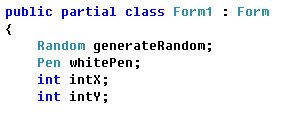 public partial class Form1 : Form
{
    Random generateRandom;
    Pen whitePen;
    int intX;
    int intY;